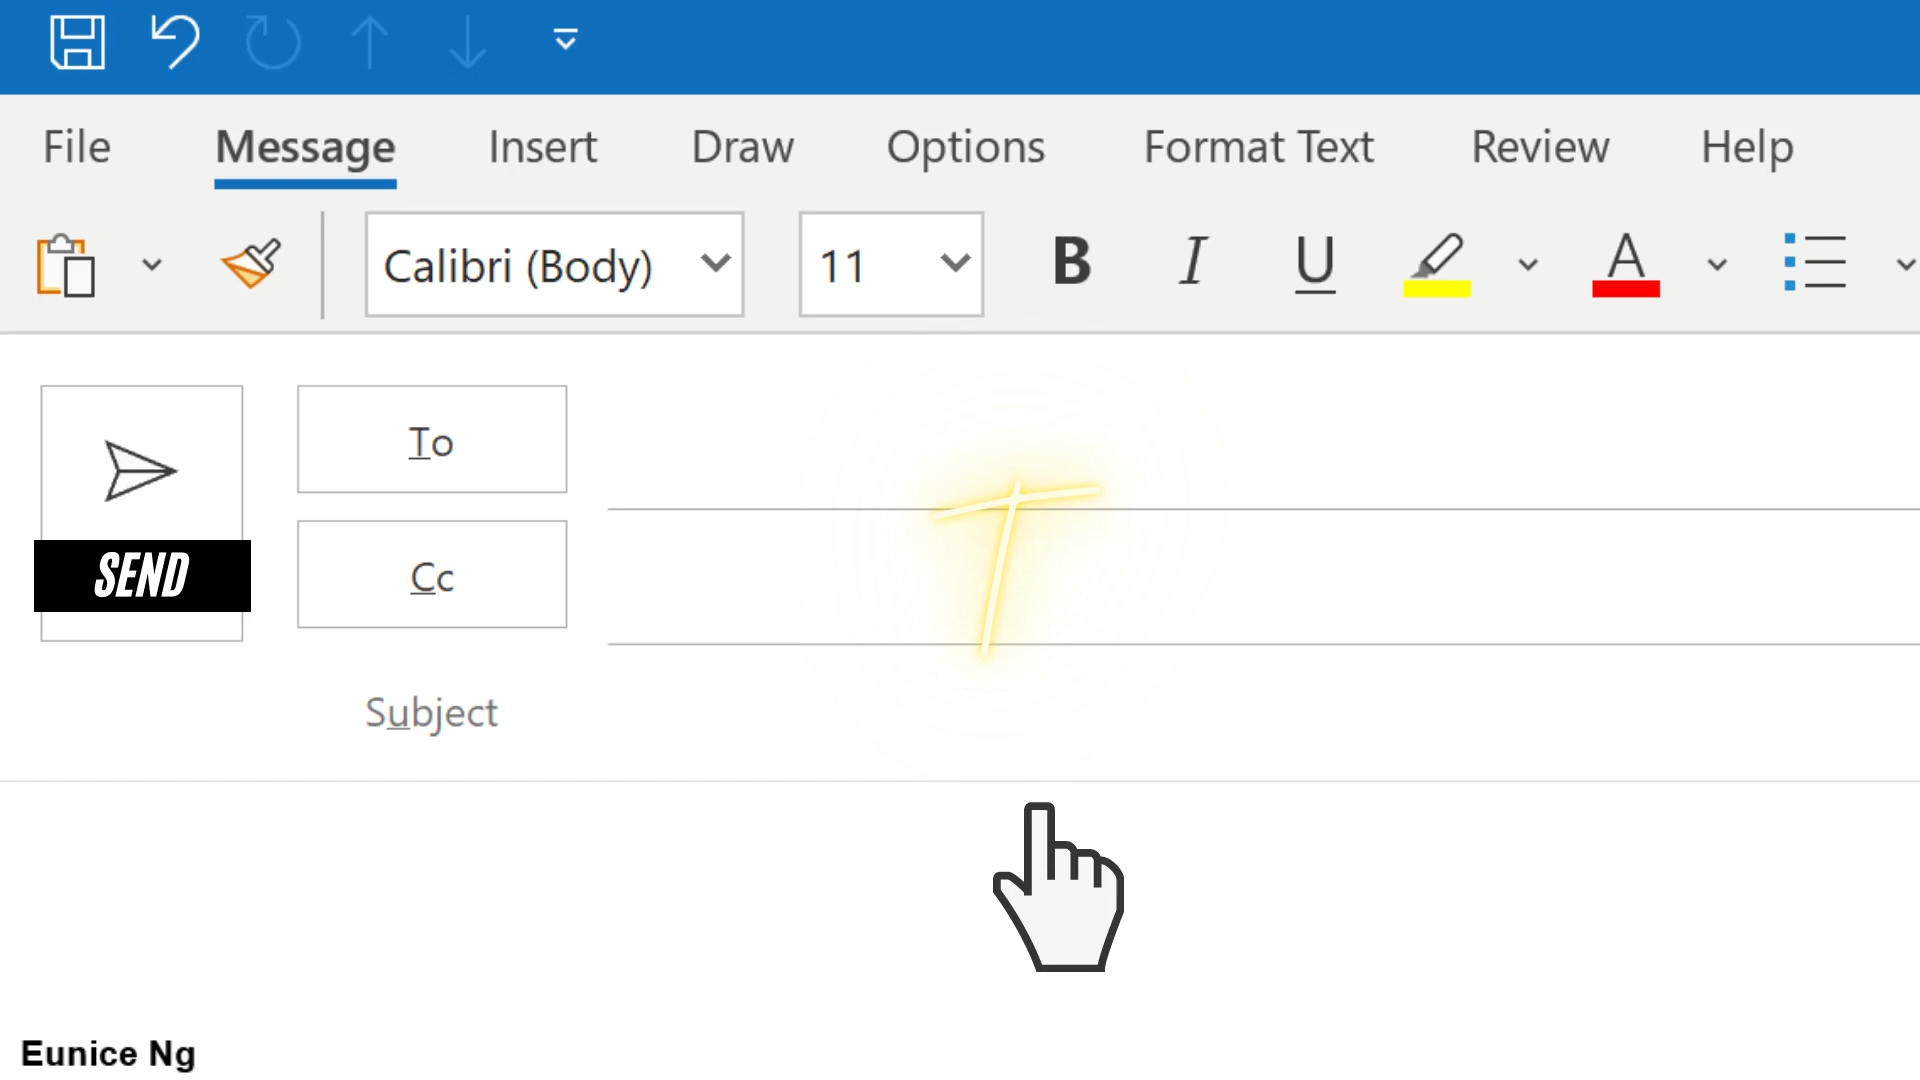 File Message Insert Draw Options Format Text Review Help
Calibri (Body) 11 B I U A
To
T
SEND
Cc
Subject
Eunice Ng